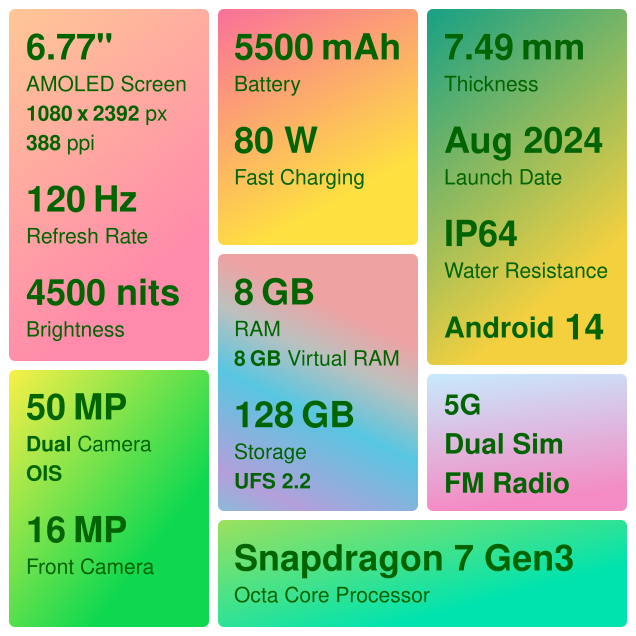 6.77"
AMOLED Screen
1080 x 2392 px
388 ppi
120 Hz
Refresh Rate
4500 nits
Brightness
50 MP
Dual Camera
OIS
16 MP
Front Camera
5500 mAh
Battery
80 W
Fast Charging
8 GB
RAM
8 GB Virtual RAM
128 GB
Storage
UFS 2.2
7.49 mm
Thickness
Aug 2024
Launch Date
IP64
Water Resistance
Android 14
5G
Dual Sim
FM Radio
Snapdragon 7 Gen3
Octa Core Processor